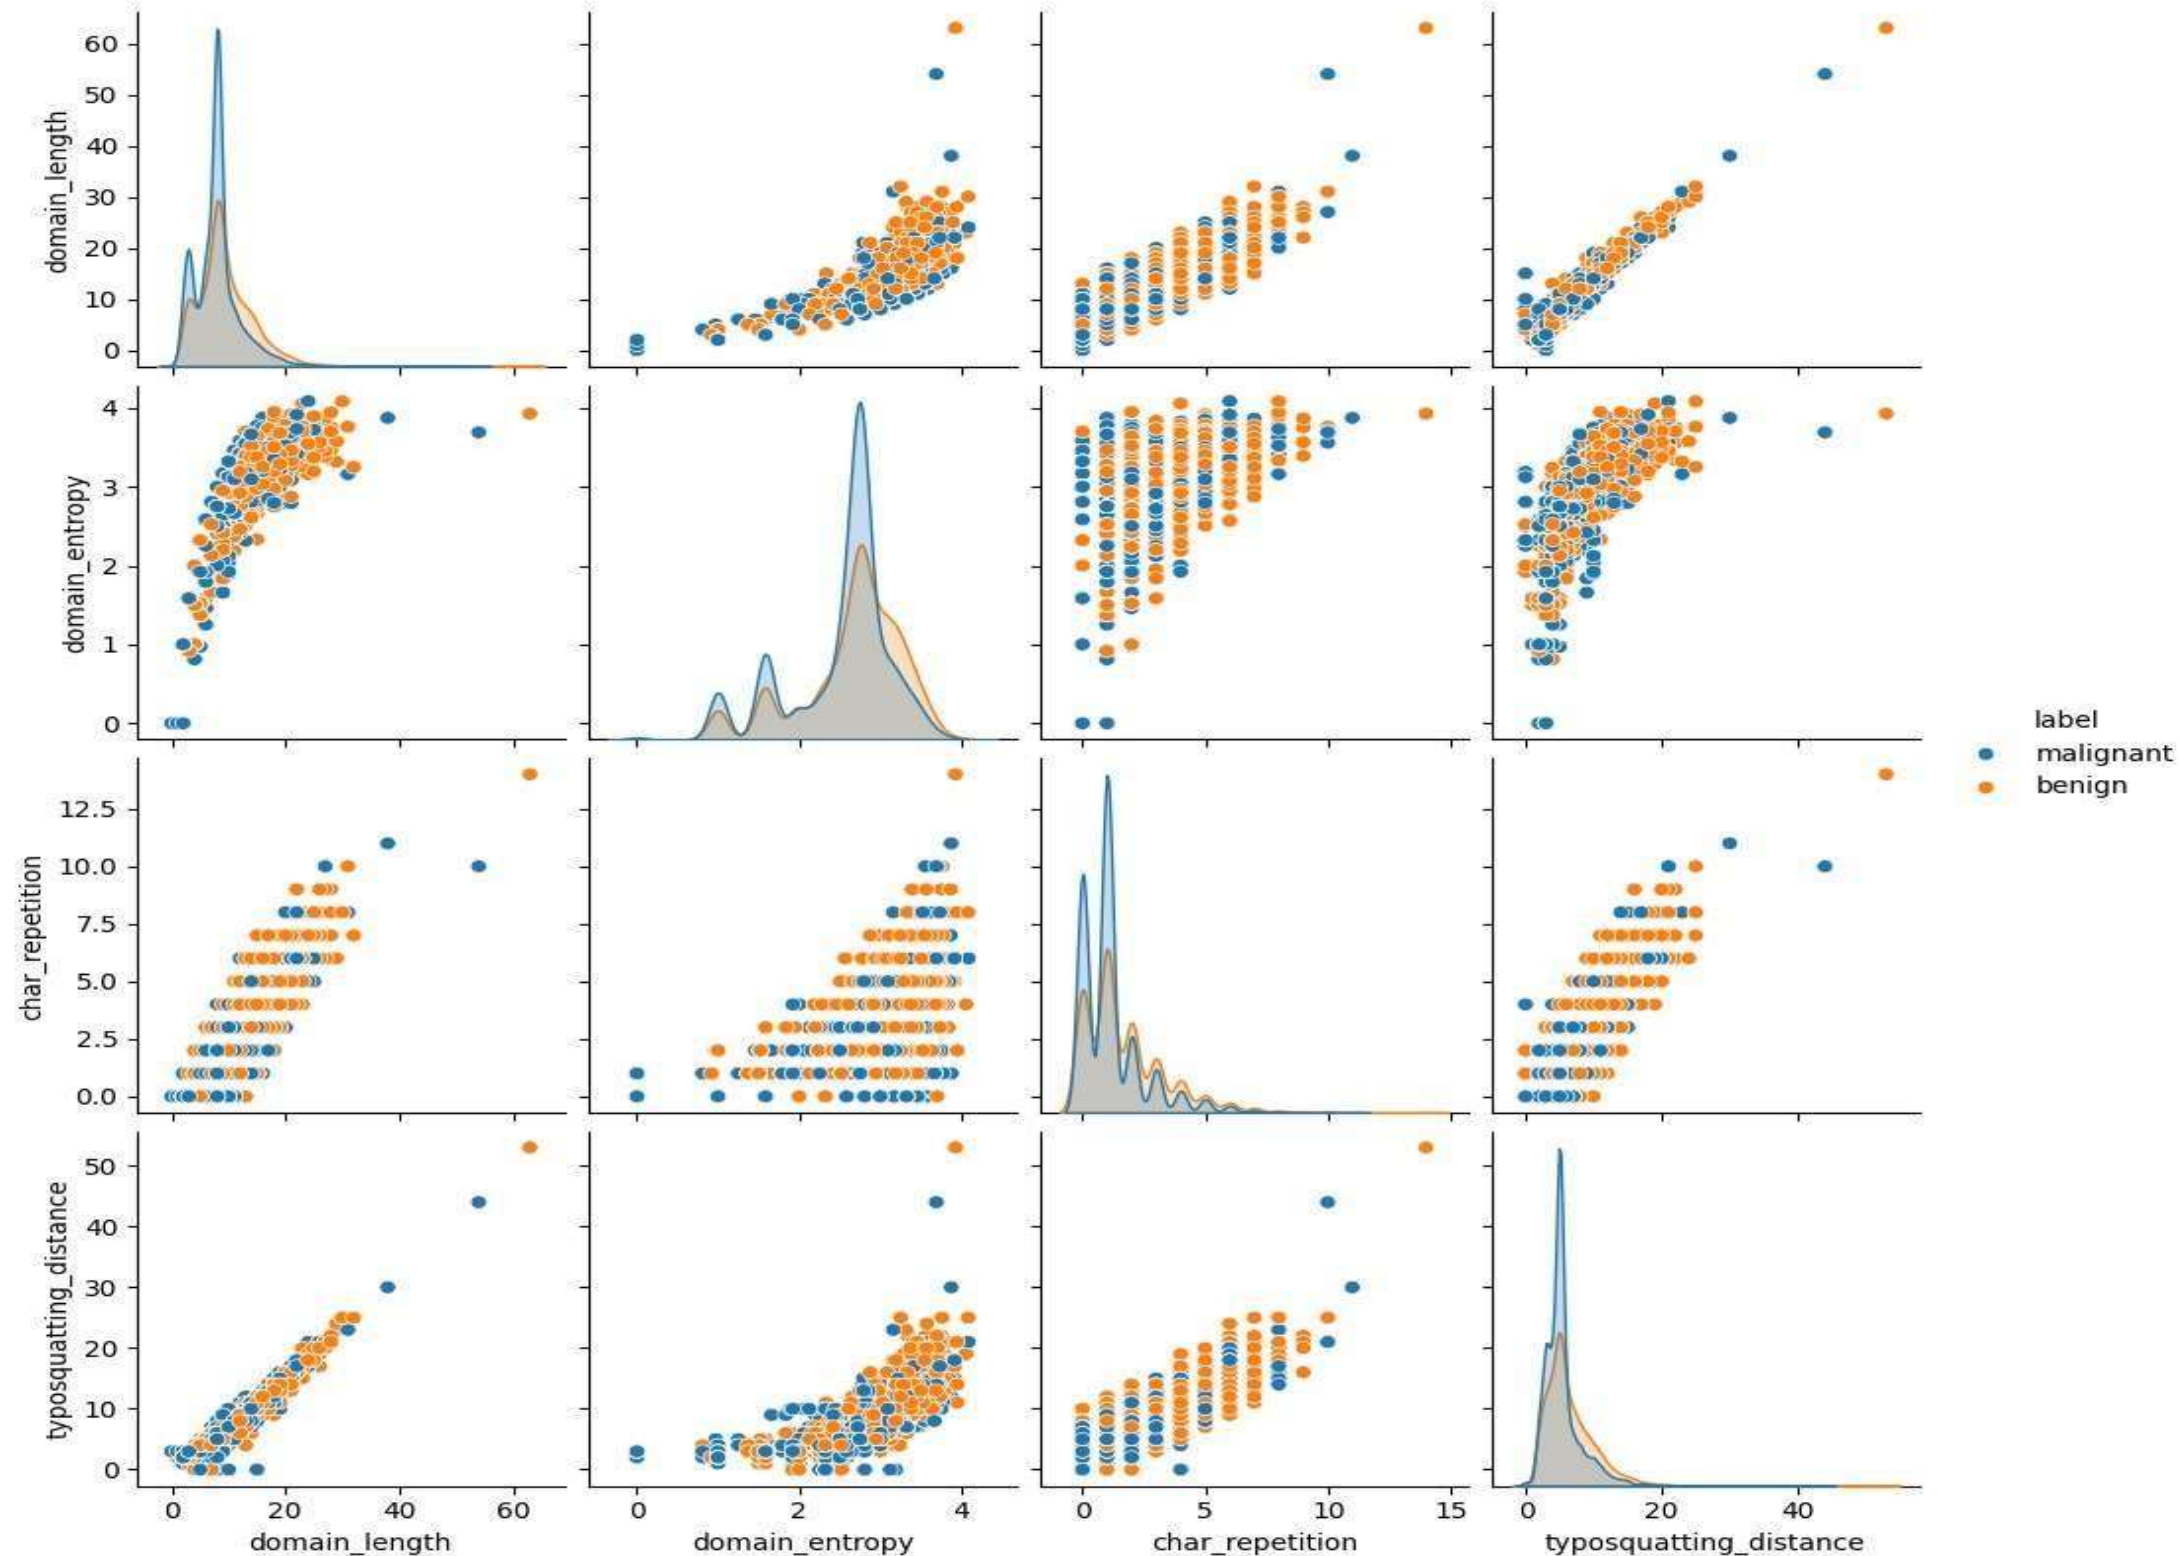 60
50
40
30
20
10
0
domain_length
4
3
2
1
0
domain_entropy
label
malignant
benign
12.5
10.0
7.5
5.0
2.5
0.0
char_repetition
50
40
30
20
10
0
typosquatting_distance
0 20 40 60
0 2 4
0 5 10 15
0 20 40
domain_length
domain_entropy
char_repetition
typosquatting_distance